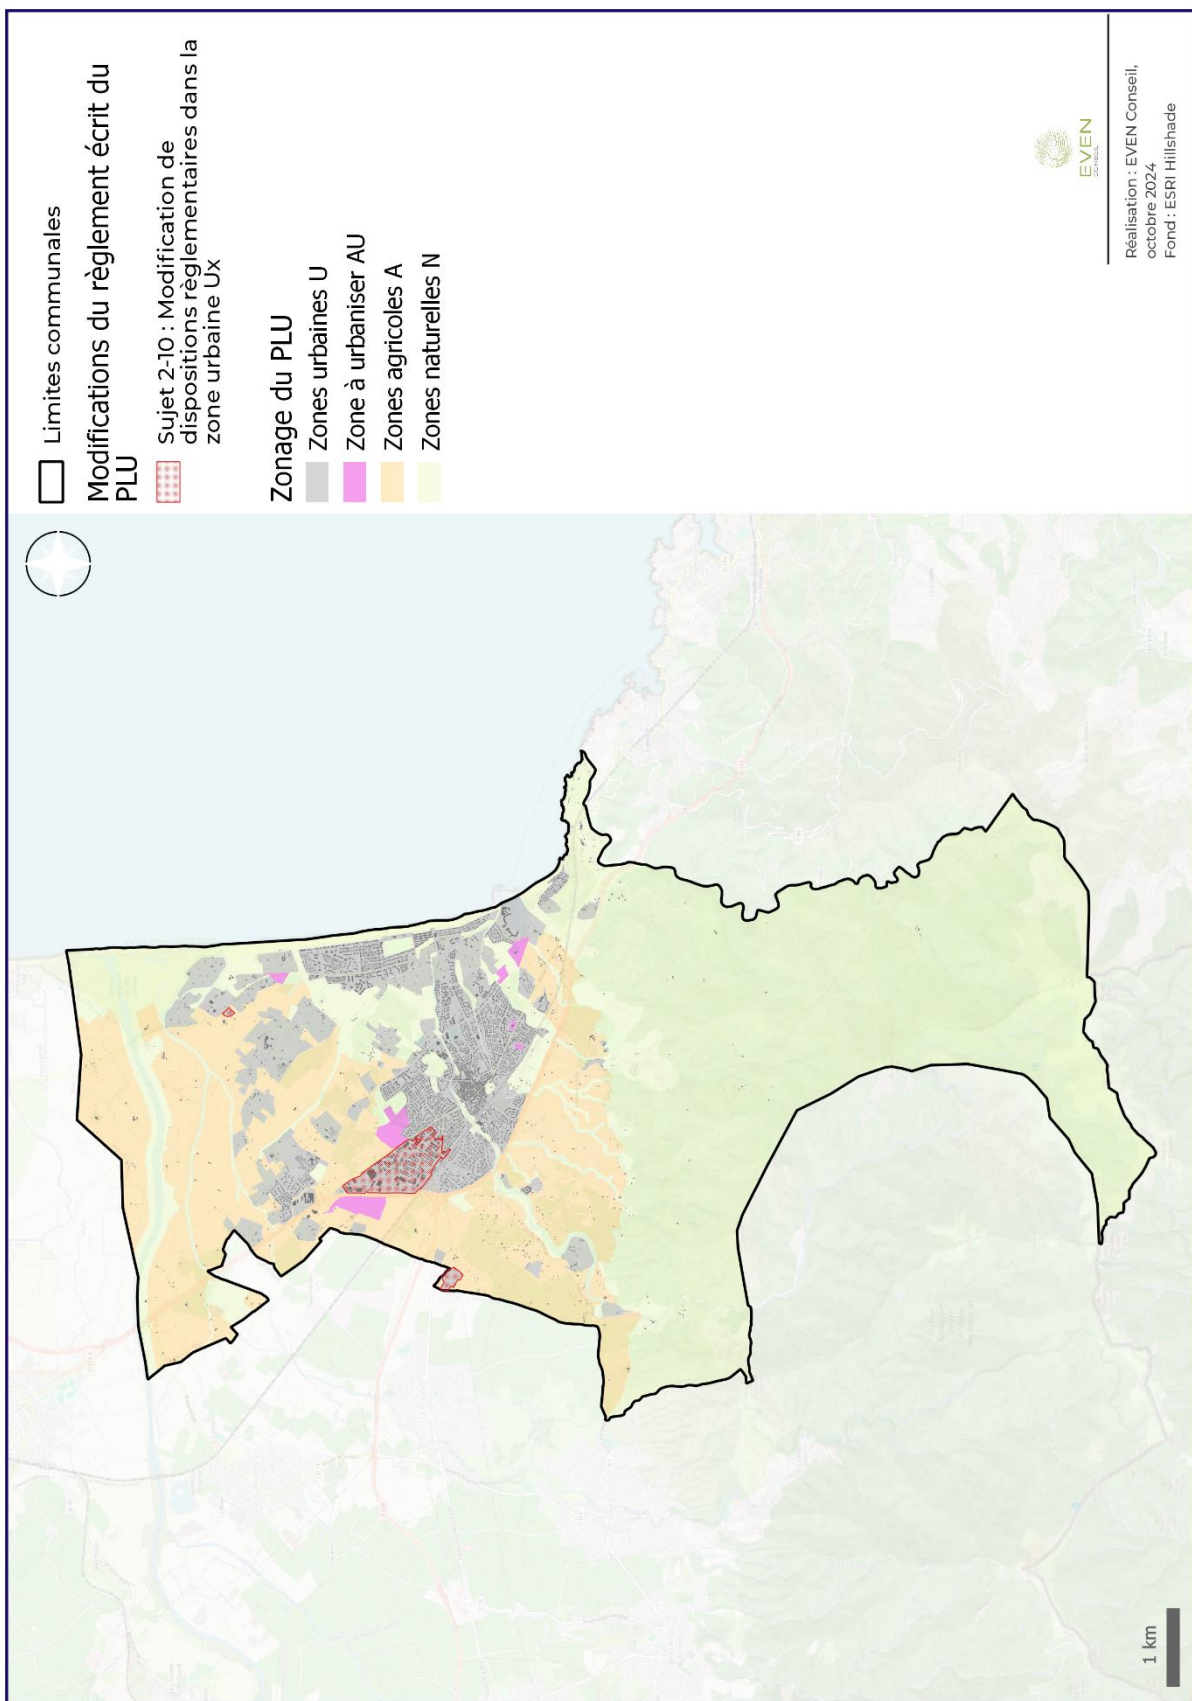 Limites communales
Modifications du règlement écrit du
PLU
Sujet 2-10 : Modification de
dispositions règlementaires dans la
zone urbaine Ux
Zonage du PLU
Zones urbaines U
Zone à urbaniser AU
Zones agricoles A
Zones naturelles N
EVEN
CONSEIL
Réalisation : EVEN Conseil,
octobre 2024
Fond : ESRI Hillshade
1 km